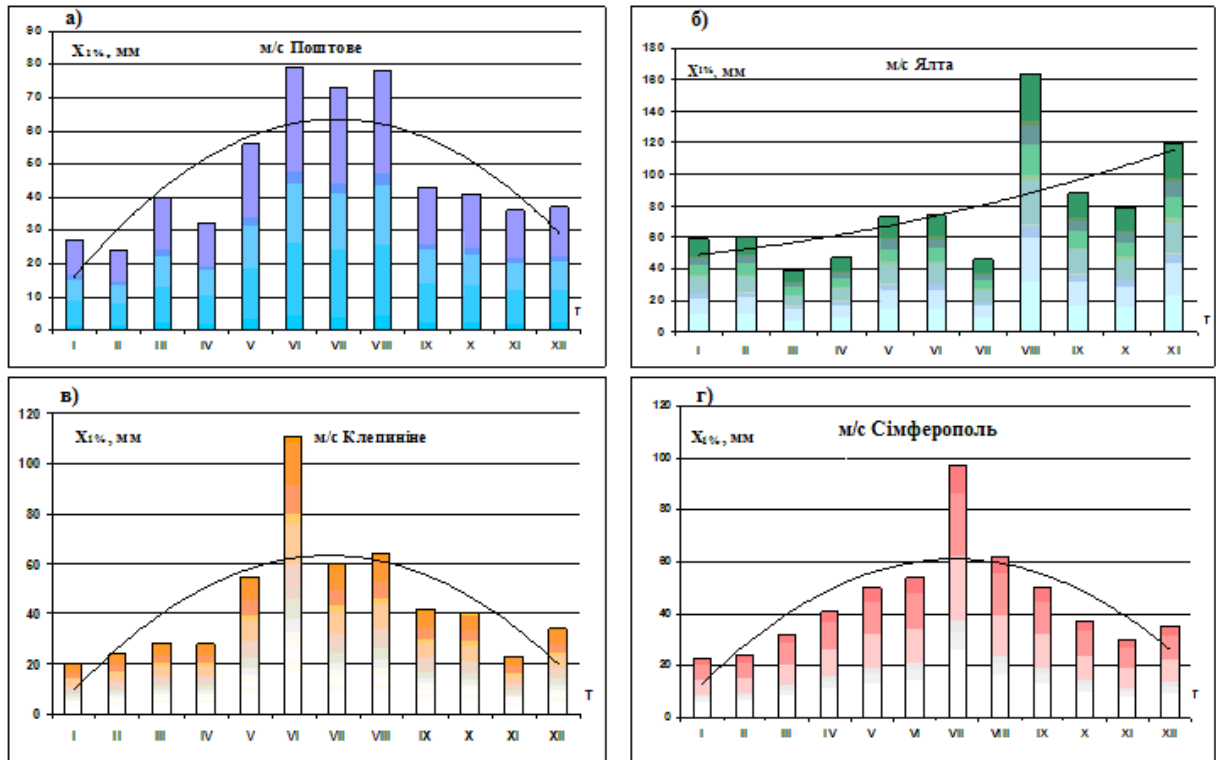 а)
X1%, мм
м/с Поштове
90
80
70
60
50
40
30
20
10
0
T
I II III IV V VI VII VIII IX X XI XII
б)
X1%, мм
м/с Ялта
180
160
140
120
100
80
60
40
20
0
T
I II III IV V VI VII VIII IX X XI
в)
X1%, мм
м/с Клепиніне
120
100
80
60
40
20
0
T
I II III IV V VI VII VIII IX X XI XII
г)
X1%, мм
м/с Сімферополь
120
100
80
60
40
20
0
T
I II III IV V VI VII VIII IX X XI XII